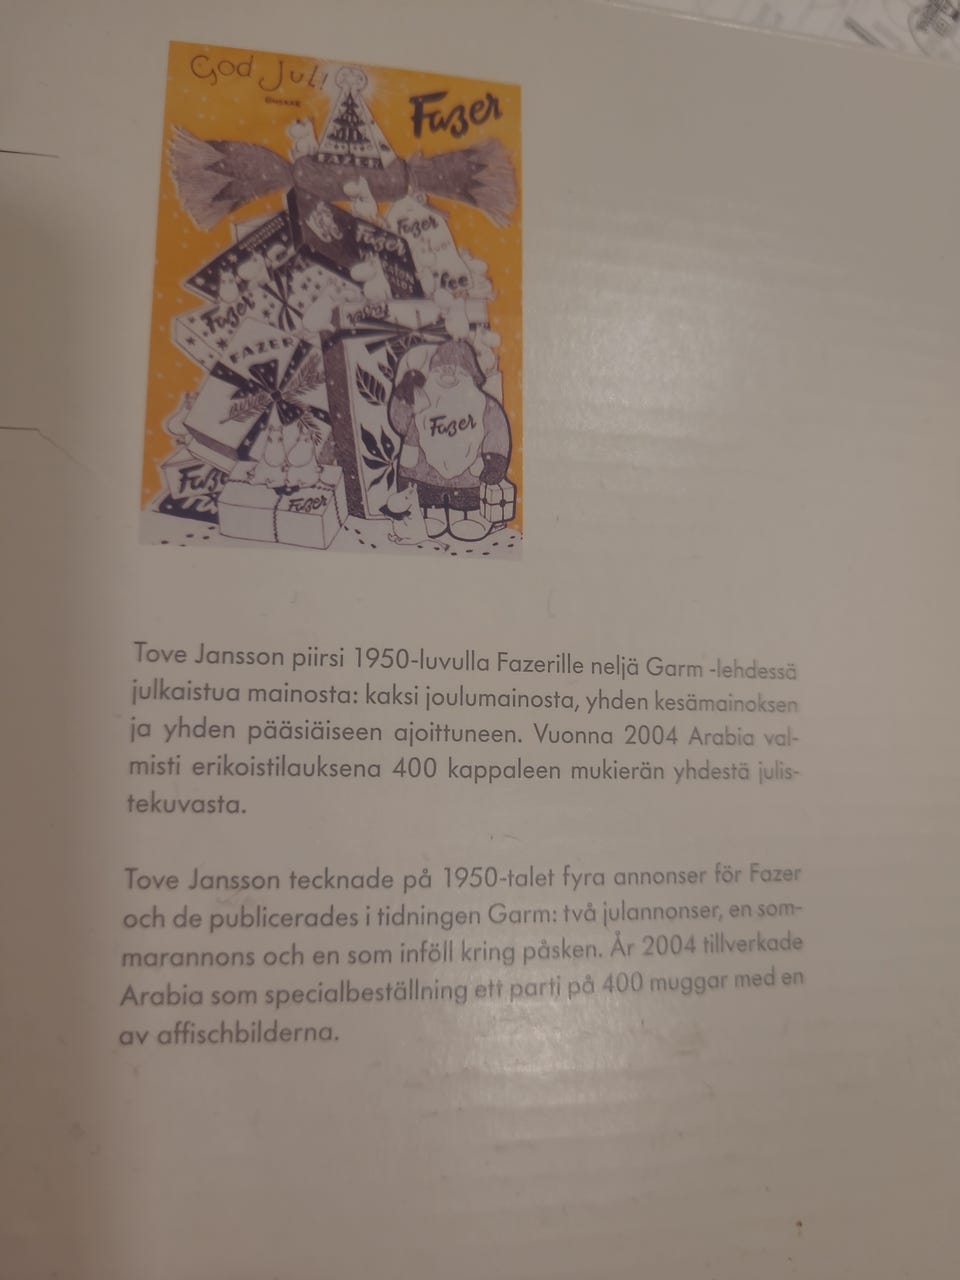 God Jul!
Fazer
FAZER
Fazer
Fazer
Fazer
Fazer
FAZER
Fazer
Fazer
Tove Jansson piirsi 1950-luvulla Fazerille neljä Garm -lehdessä
julkaistua mainosta: kaksi joulumainosta, yhden kesämainoksen
ja yhden pääsiäiseen ajoittuneen. Vuonna 2004 Arabia val-
misti erikoistilauksena 400 kappaleen mukierän yhdestä julis-
tekuvasta.
Tove Jansson tecknade på 1950-talet fyra annonser för Fazer
och de publicerades i tidningen Garm: två julannonser, en som-
marannons och en som inföll kring påsken. År 2004 tillverkade
Arabia som specialbeställning ett parti på 400 muggar med en
av affischbilderna.